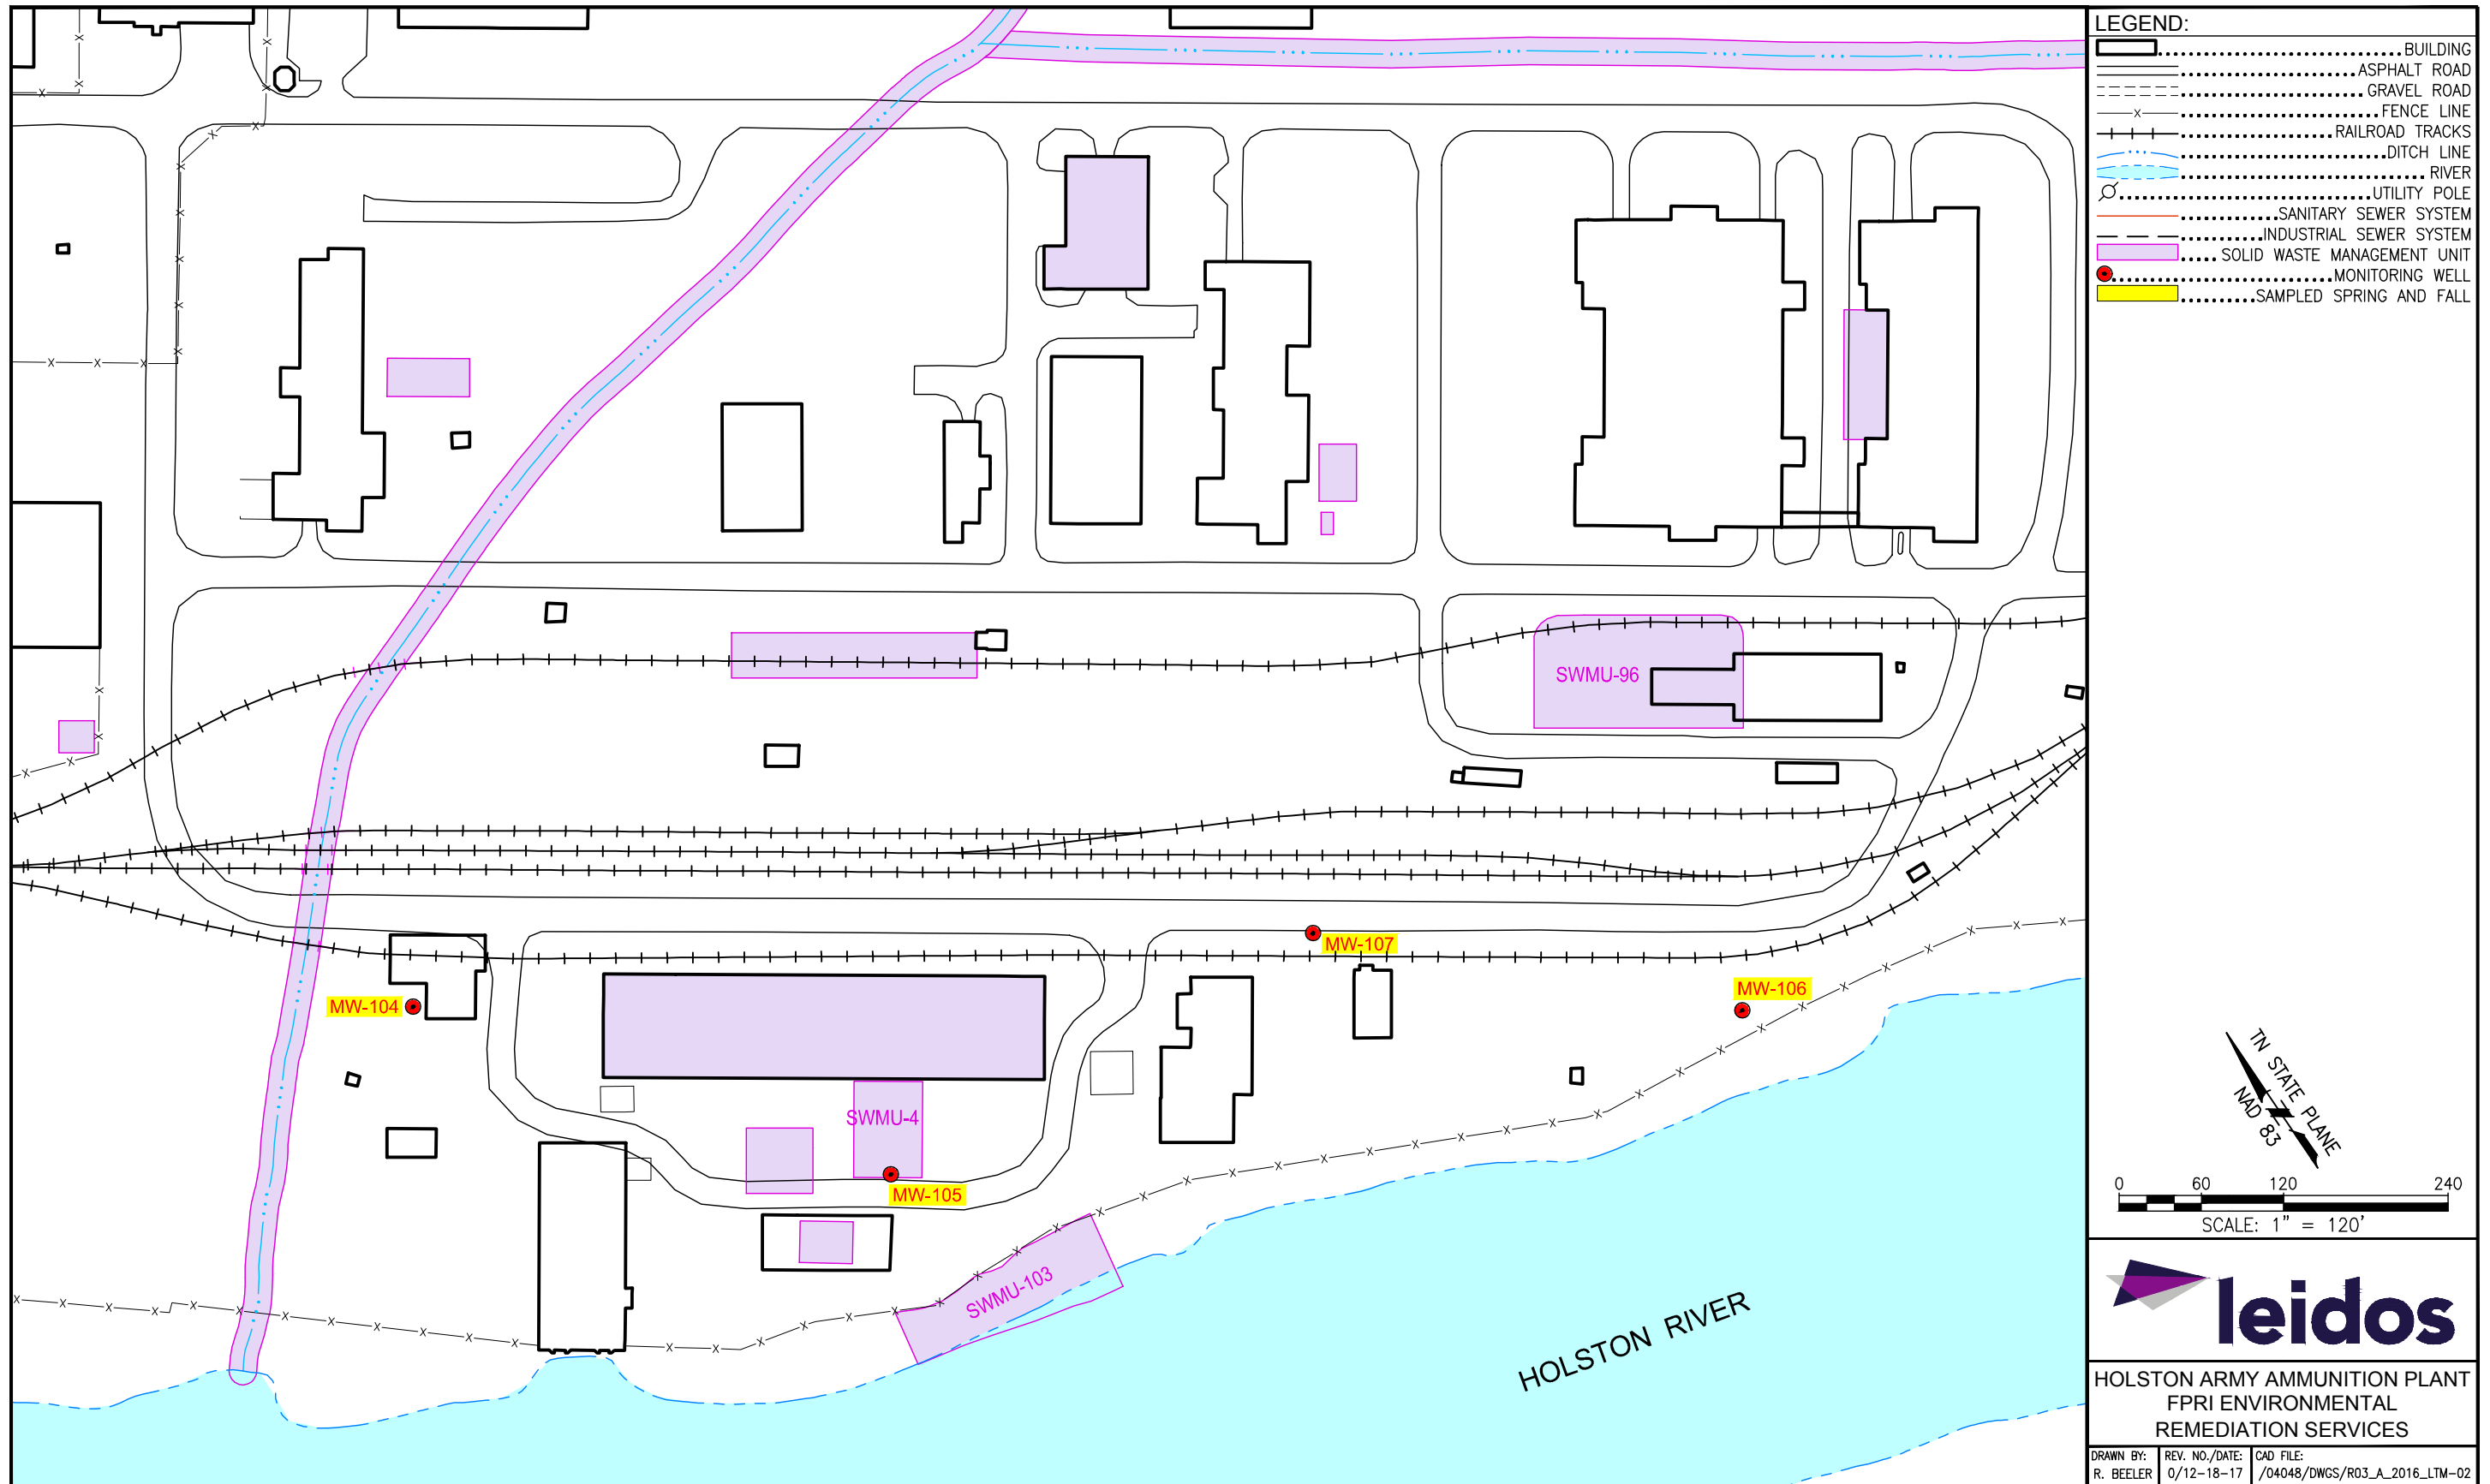 LEGEND:
BUILDING
ASPHALT ROAD
GRAVEL ROAD
FENCE LINE
RAILROAD TRACKS
DITCH LINE
RIVER
UTILITY POLE
SANITARY SEWER SYSTEM
INDUSTRIAL SEWER SYSTEM
SOLID WASTE MANAGEMENT UNIT
MONITORING WELL
SAMPLED SPRING AND FALL
SWMU-96
MW-107
MW-104
MW-106
SWMU-4
MW-105
SWMU-103
HOLSTON RIVER
TN STATE PLANE
NAD 83
0 60 120 240
SCALE: 1" = 120'
leidos
HOLSTON ARMY AMMUNITION PLANT
FPRI ENVIRONMENTAL
REMEDIATION SERVICES
DRAWN BY: REV. NO./DATE: CAD FILE:
R. BEELER 0/12-18-17 /04048/DWGS/R03_A_2016_LTM-02